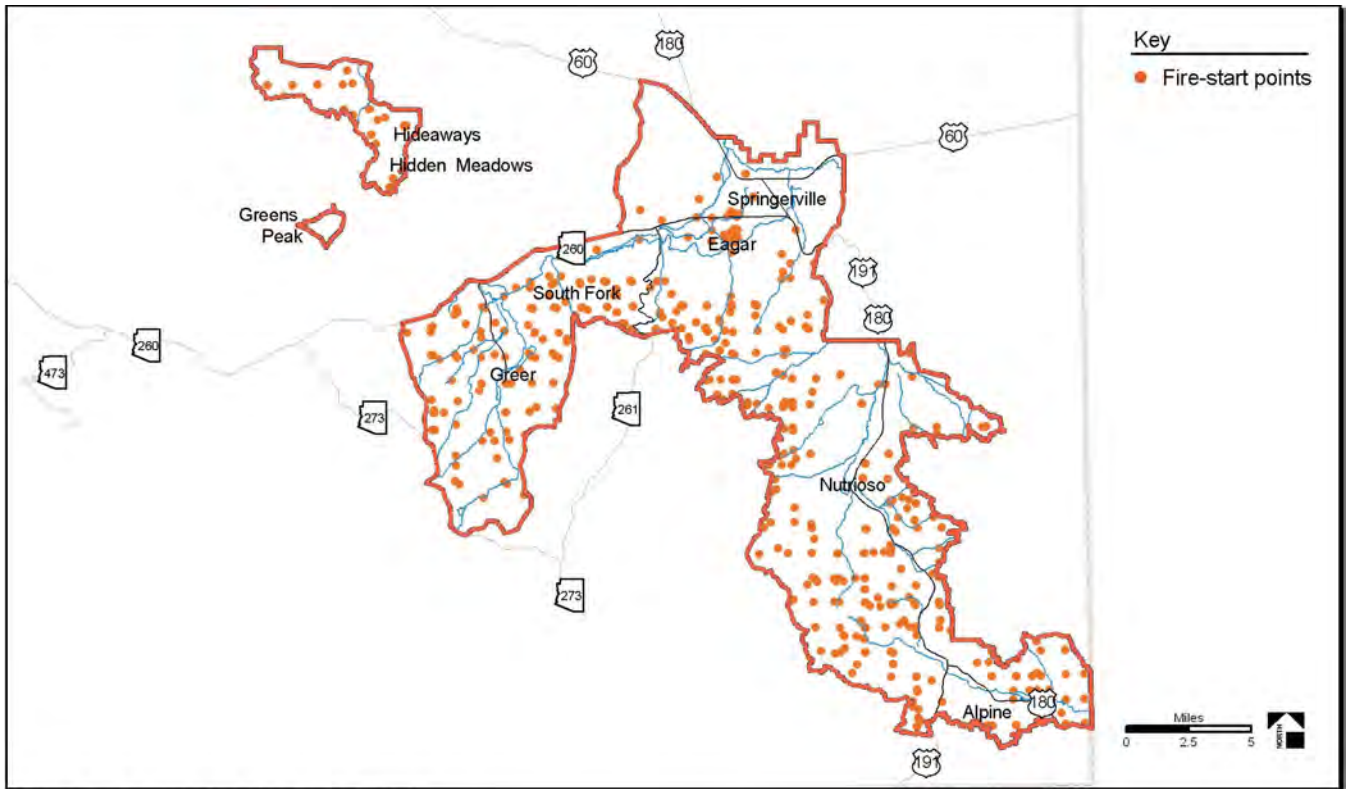 Key
Fire-start points
180
60
60
Hideaways
Hidden Meadows
Springerville
Greens
Peak
Eagar
260
191
South Fork
180
260
473
Greer
261
273
Nutrioso
273
Alpine
180
191
Miles
0 2.5 5
NORTH